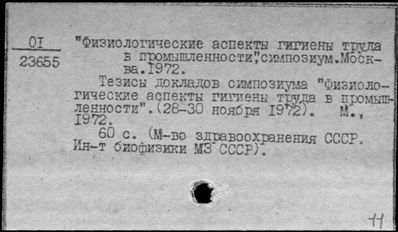 01
23655
"Физиологические аспекты гигиены труда
в промышленности", симпозиум. Моск-
ва. 1972.
Тезисы докладов симпозиума "Физиоло-
гические аспекты гигиены труда в промыш-
ленности". (28-30 ноября 1972). М.,
1972.
60 с. (М-во здравоохранения СССР.
Ин-т биофизики МЗ СССР).
11